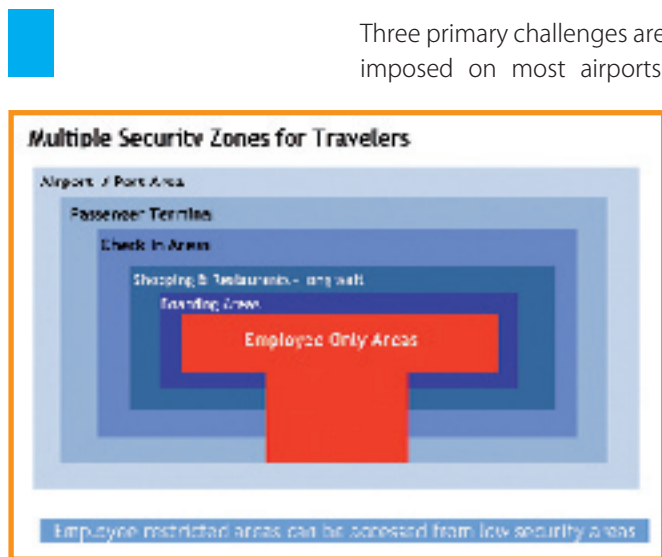 Three primary challenges are
imposed on most airports
Multiple Security Zones for Travelers
Airport / Port Area
Passenger Terminal
Check In Areas
Shopping & Restaurants - long wait
Boarding Areas
Employee Only Areas
Employee restricted areas can be accessed from low security areas